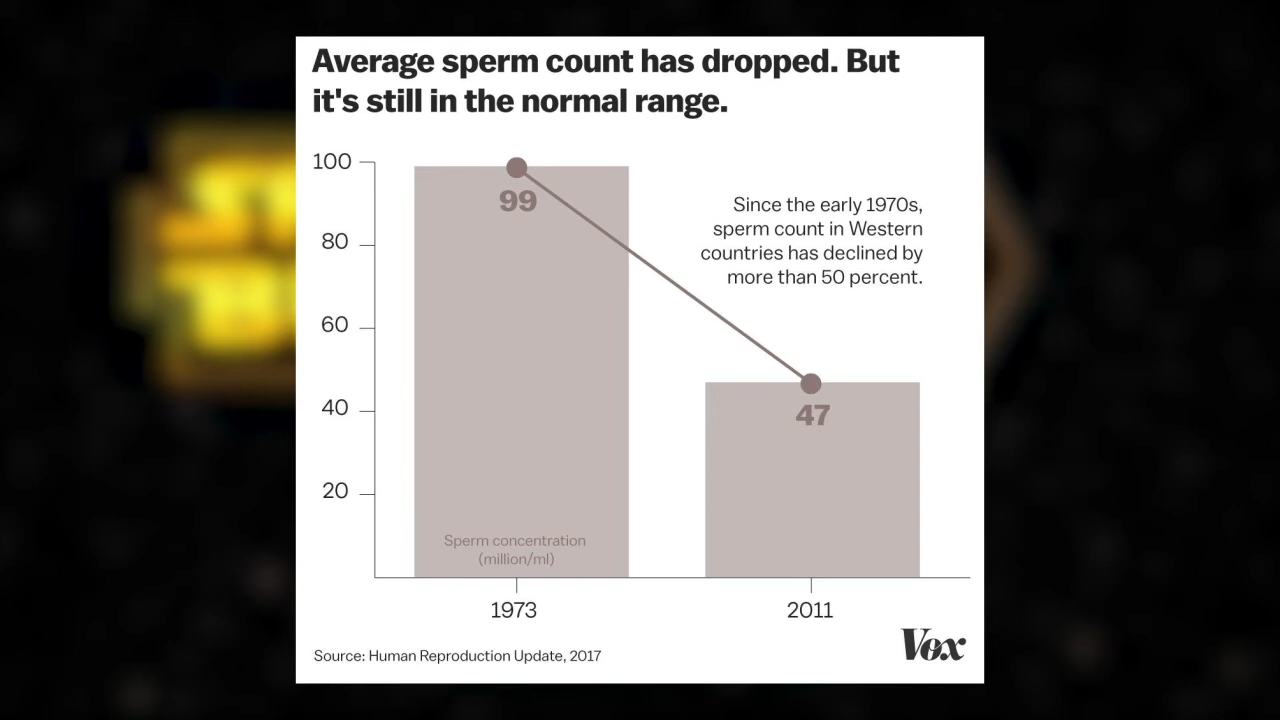 Average sperm count has dropped. But
it's still in the normal range.
100
99
Since the early 1970s,
sperm count in Western
countries has declined by
more than 50 percent.
80
60
40
47
20
Sperm concentration
(million/ml)
1973
2011
Source: Human Reproduction Update, 2017
Vox